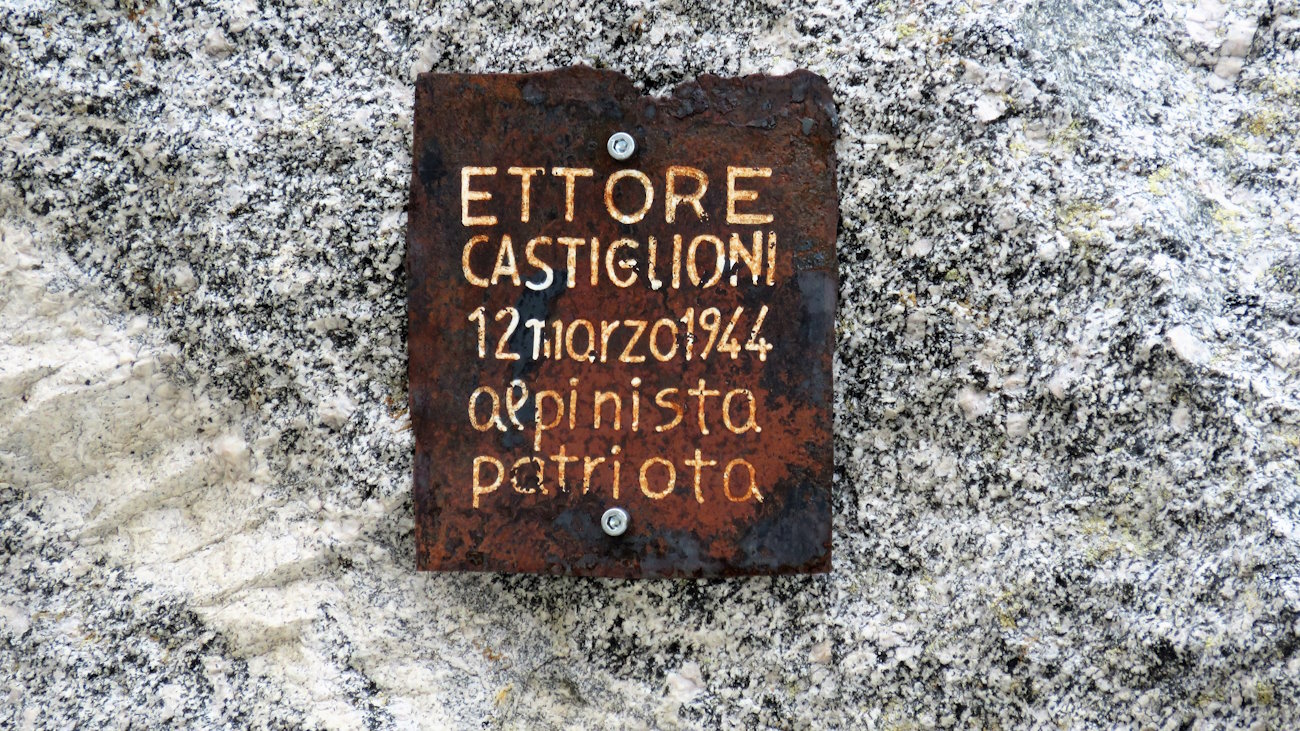 ETTORE
CASTIGLIONI
12 marzo 1944
alpinista
patriota